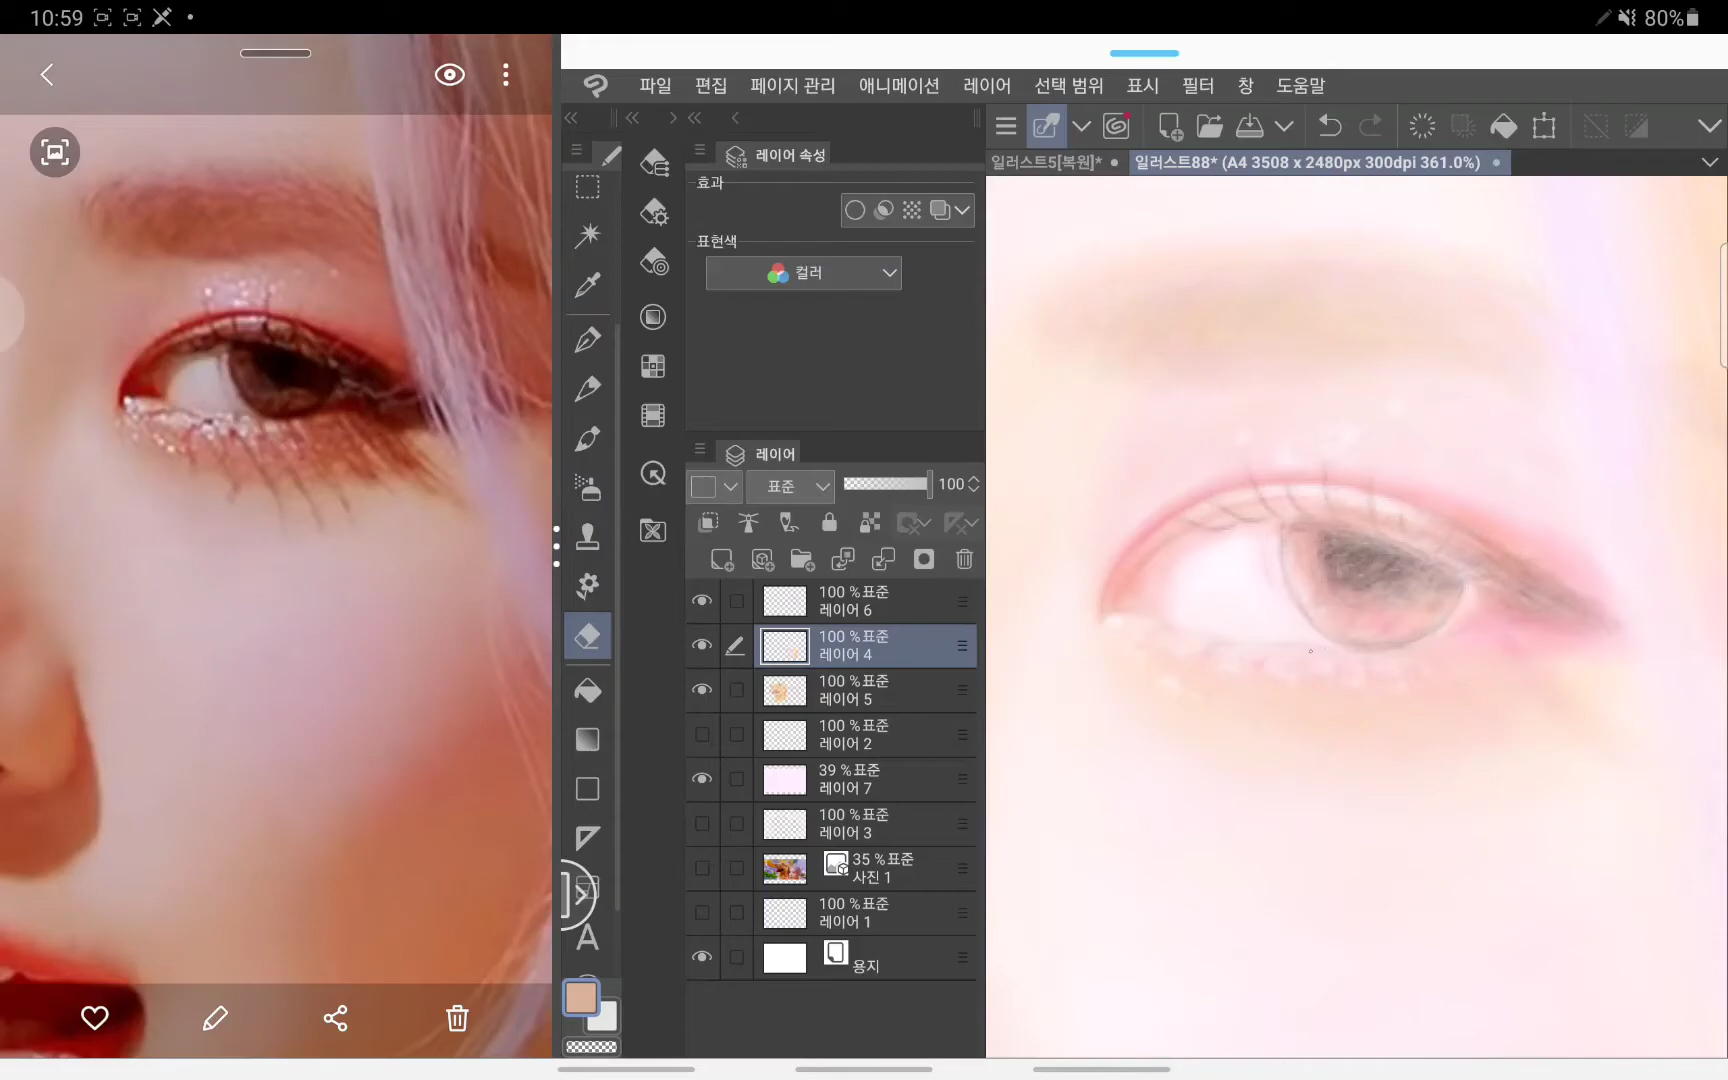 10:59
80%
파일 편집 페이지 관리 애니메이션 레이어 선택 범위 표시 필터 창 도움말
일러스트5[복원]* 일러스트88* (A4 3508 x 2480px 300dpi 361.0%)
레이어 속성
효과
표현색
컬러
레이어
표준 100
100 %표준
레이어 6
100 %표준
레이어 4
100 %표준
레이어 5
100 %표준
레이어 2
39 %표준
레이어 7
100 %표준
레이어 3
35 %표준
사진 1
100 %표준
레이어 1
용지